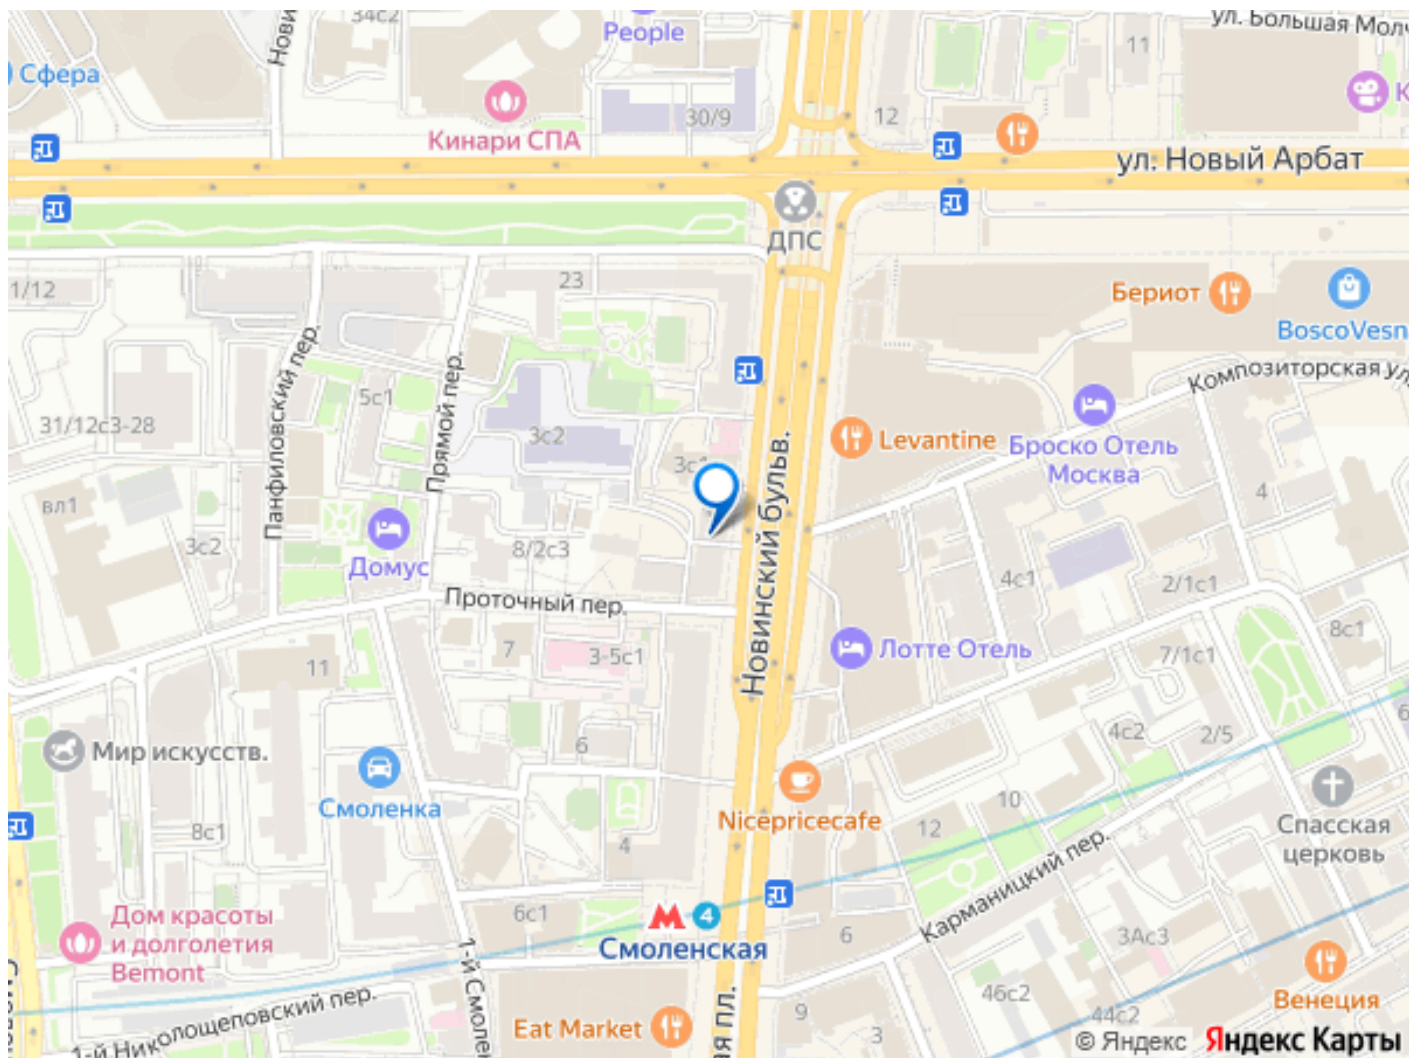 34с2
People
ул. Большая Молч
11
Нови
Сфера
30/9
12
Кинари СПА
ул. Новый Арбат
ДПС
1/12
23
Бериот
BoscoVesn
Панфиловский пер.
Прямой пер.
5с1
Композиторская ул.
31/12с3-28
3с2
Levantine
Броско Отель
Москва
4
вл1
3с2
8/2с3
Домус
Новинский бульв.
4с1
2/1с1
Проточный пер.
8с1
7
3-5с1
Лотте Отель
7/1с1
11
6
4с2
2/5
Мир искусств.
Смоленка
Nicepricecafe
10
12
Спасская
церковь
8с1
4
Карманицкий пер.
Дом красоты
и долголетия
Bemont
6с1
4
Смоленская
6
3Ас3
1-й Смолен
46с2
Венеция
1-й Николощеповский пер.
Eat Market
ая пл.
9
3
44с2
© Яндекс Яндекс Карты